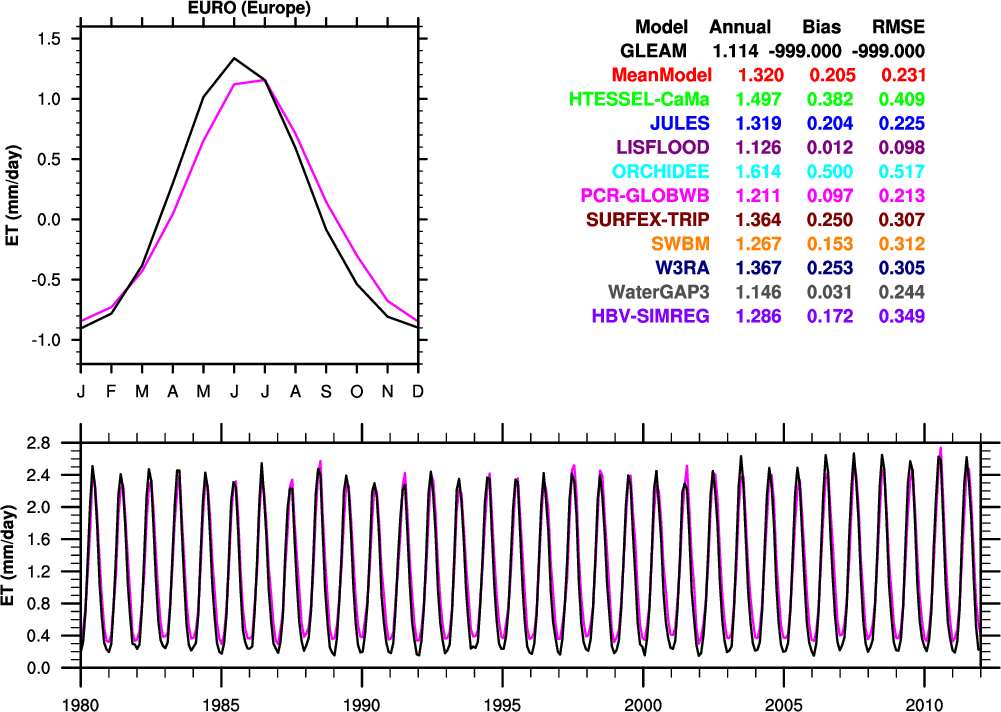 EURO (Europe)
1.5
1.0
0.5
0.0
-0.5
-1.0
ET (mm/day)
J F M A M J J A S O N D
Model Annual Bias RMSE
GLEAM 1.114 -999.000 -999.000
MeanModel 1.320 0.205 0.231
HTESSEL-CaMa 1.497 0.382 0.409
JULES 1.319 0.204 0.225
LISFLOOD 1.126 0.012 0.098
ORCHIDEE 1.614 0.500 0.517
PCR-GLOBWB 1.211 0.097 0.213
SURFEX-TRIP 1.364 0.250 0.307
SWBM 1.267 0.153 0.312
W3RA 1.367 0.253 0.305
WaterGAP3 1.146 0.031 0.244
HBV-SIMREG 1.286 0.172 0.349
2.8
2.4
2.0
1.6
1.2
0.8
0.4
0.0
ET (mm/day)
1980 1985 1990 1995 2000 2005 2010